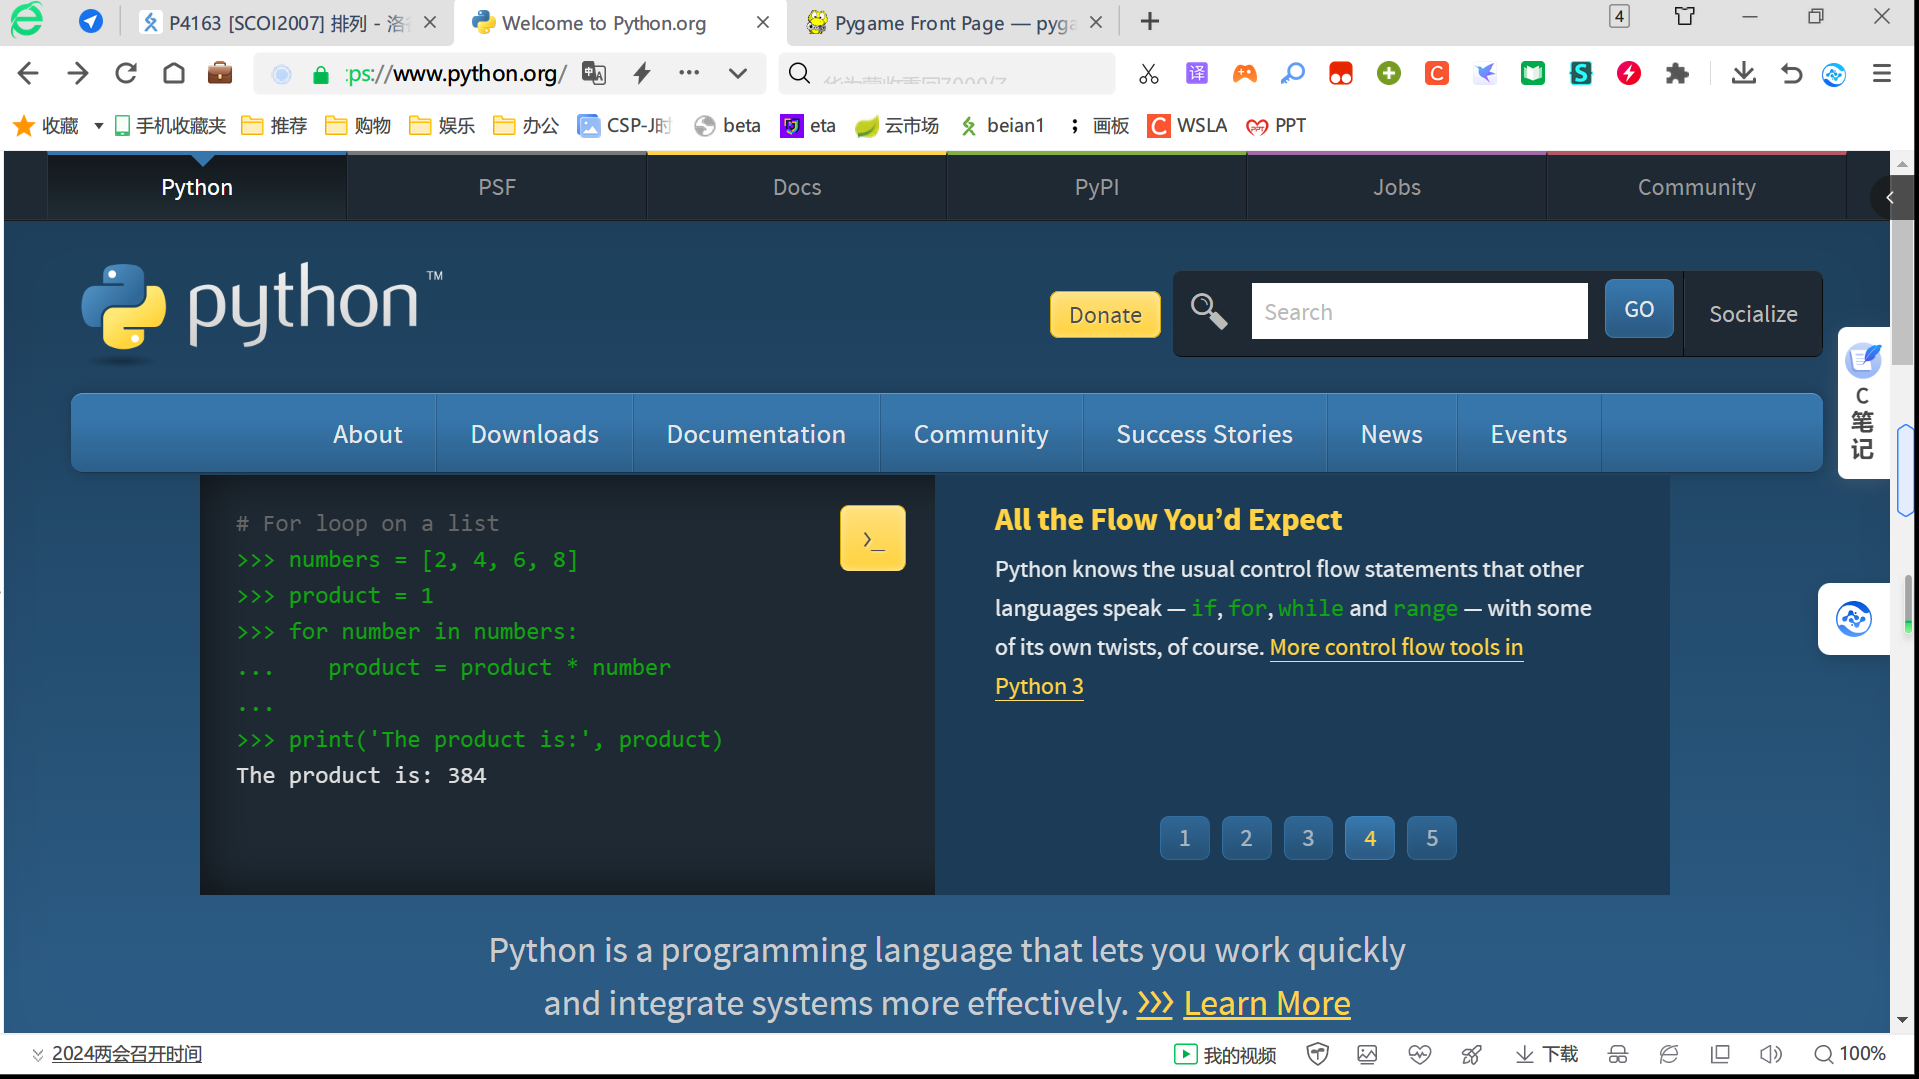 P4163 [SCOI2007] 排列 - 洛
Welcome to Python.org
Pygame Front Page — pyga
4
https://www.python.org/
收藏
手机收藏夹
推荐
购物
娱乐
办公
CSP-J时
beta
eta
云市场
beian1
画板
WSLA
PPT
Python
PSF
Docs
PyPI
Jobs
Community
python™
Donate
Search
GO
Socialize
About
Downloads
Documentation
Community
Success Stories
News
Events
C
笔
记
# For loop on a list
>>> numbers = [2, 4, 6, 8]
>>> product = 1
>>> for number in numbers:
...    product = product * number
...
>>> print('The product is:', product)
The product is: 384
>_
All the Flow You’d Expect
Python knows the usual control flow statements that other
languages speak — if, for, while and range — with some
of its own twists, of course. More control flow tools in
Python 3
1
2
3
4
5
Python is a programming language that lets you work quickly
and integrate systems more effectively. >>> Learn More
2024两会召开时间
我的视频
下载
100%